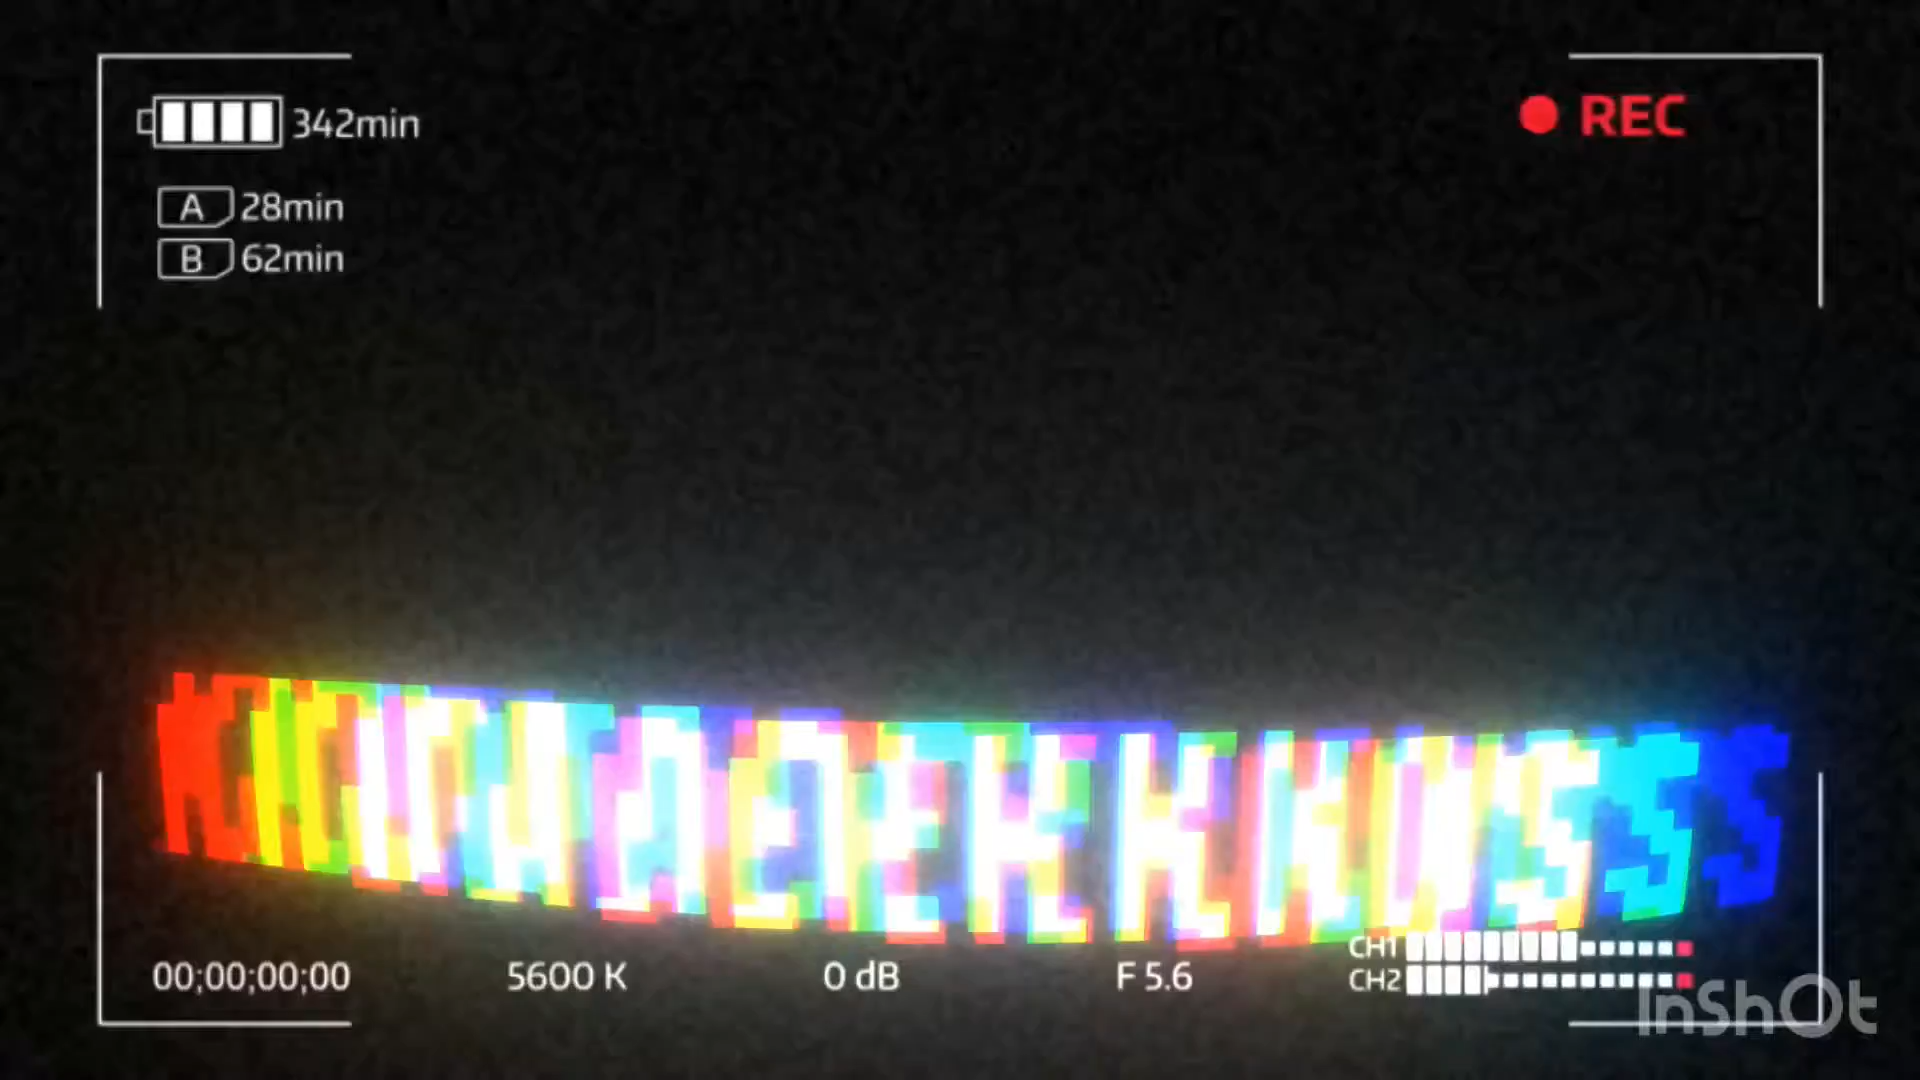 342min
REC
A 28min
B 62min
CH1
00;00;00;00 5600 K 0 dB F 5.6 CH2
InShOt